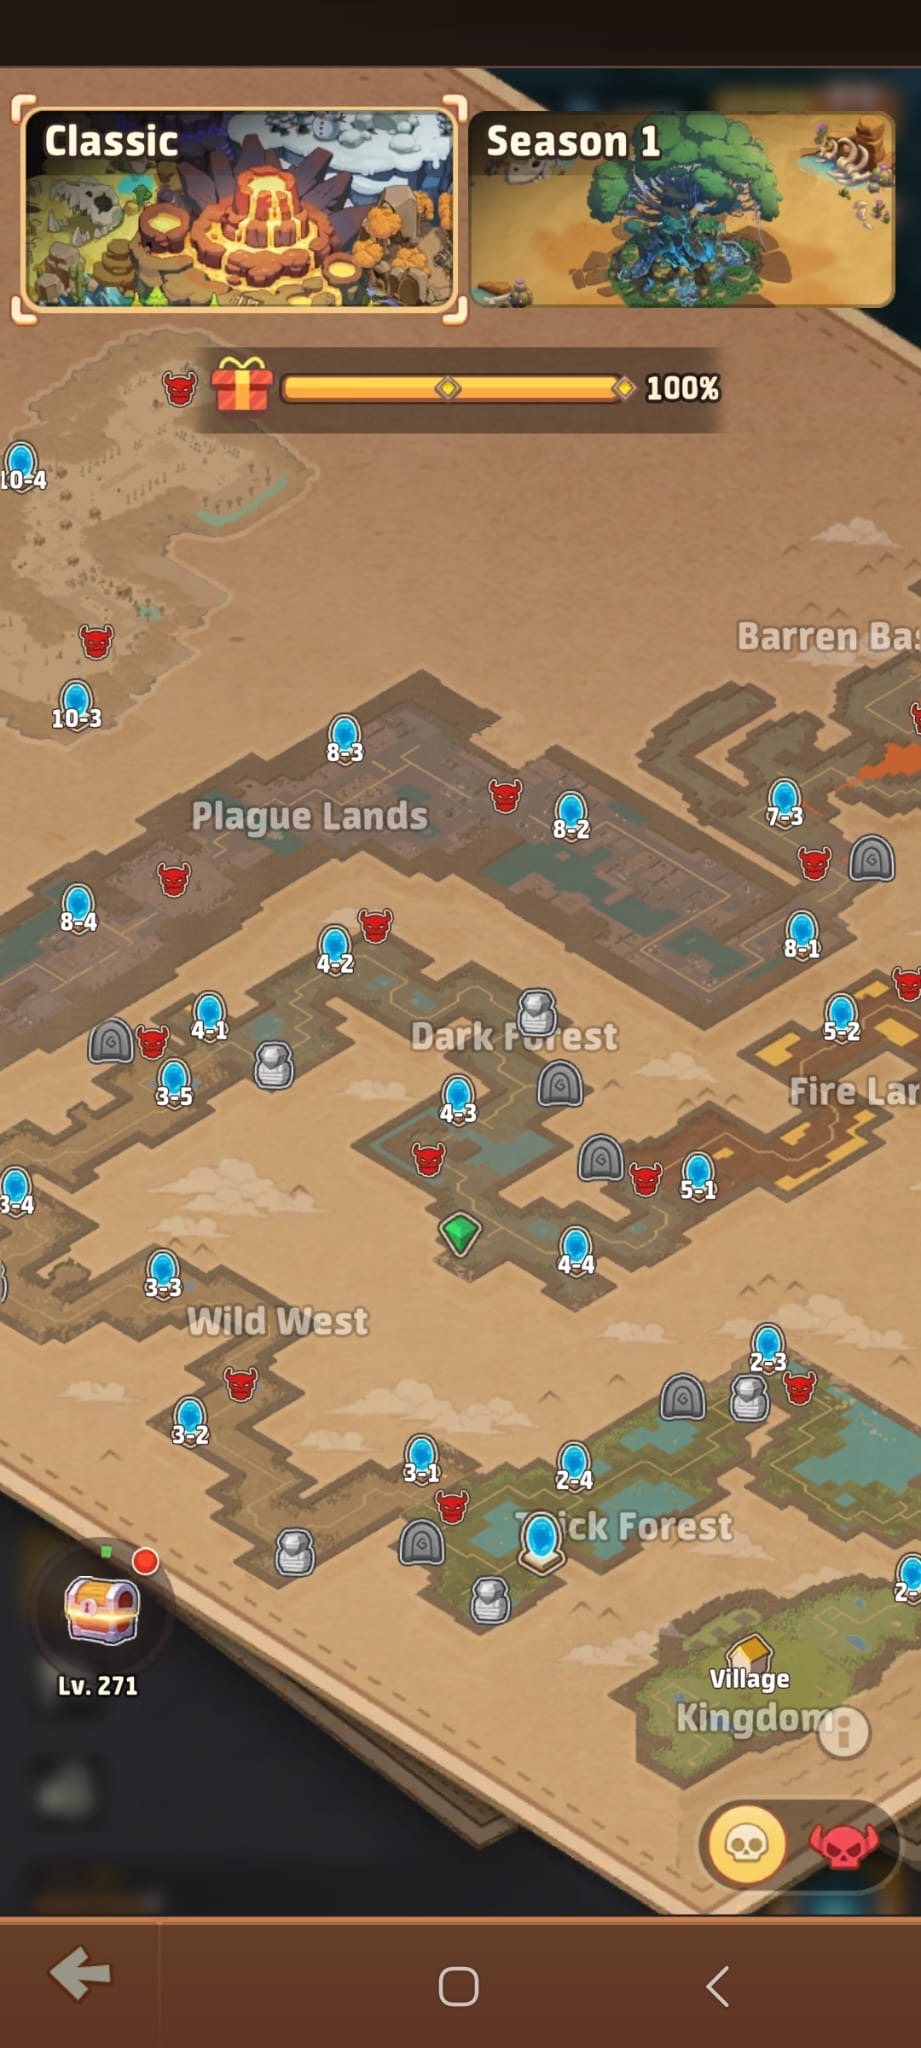 Classic
Season 1
100%
10-4
Barren Bas
10-3
8-3
Plague Lands
8-2
7-3
8-4
8-1
4-2
4-1
5-2
Dark Forest
3-5
4-3
Fire Lan
5-1
3-4
4-4
3-3
Wild West
2-3
3-2
3-1
2-4
ick Forest
2-
Lv. 271
Village
Kingdom